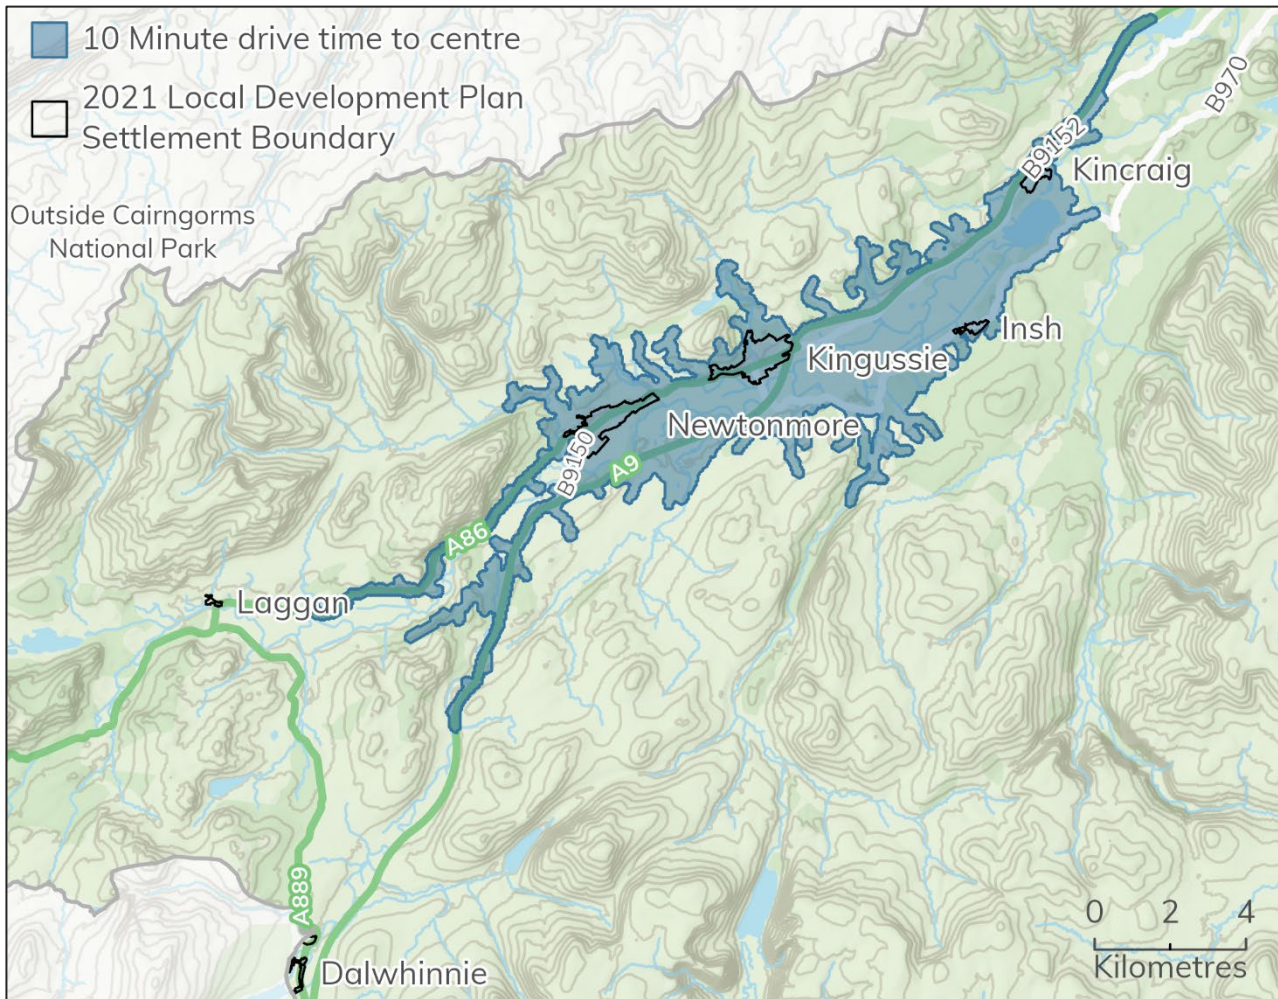 10 Minute drive time to centre
2021 Local Development Plan
Settlement Boundary
B970
B9152
Kincraig
Outside Cairngorms
National Park
Insh
Kingussie
Newtonmore
B9150
A9
A86
Laggan
A889
0 2 4
Kilometres
Dalwhinnie